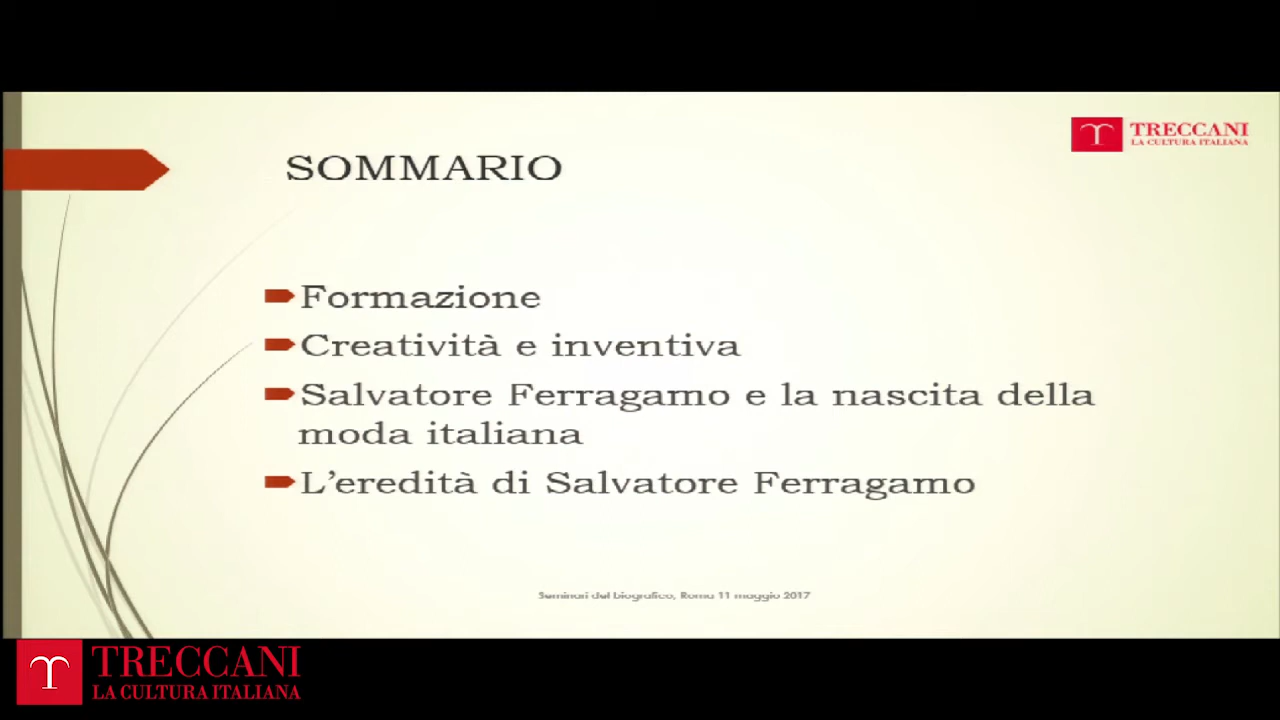 TRECCANI
LA CULTURA ITALIANA
SOMMARIO
Formazione
Creatività e inventiva
Salvatore Ferragamo e la nascita della
moda italiana
L'eredità di Salvatore Ferragamo
Seminari del biografico, Roma 11 maggio 2017
TRECCANI
LA CULTURA ITALIANA